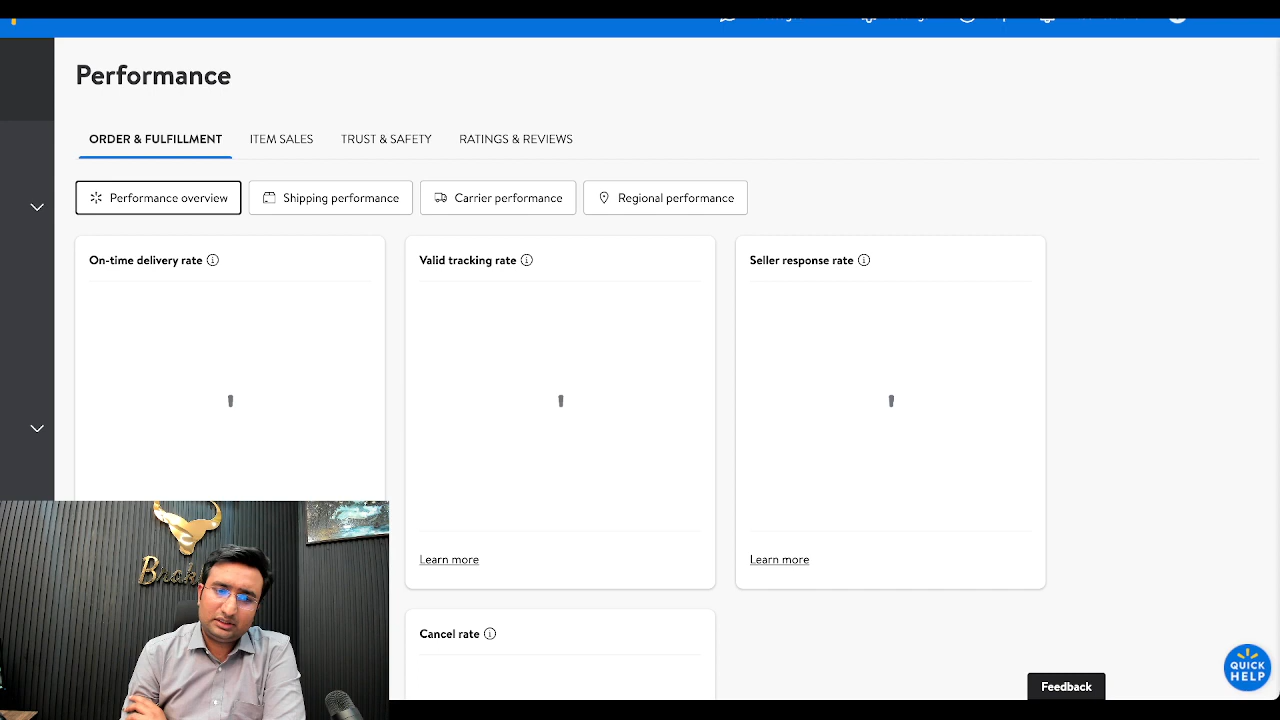 Performance
ORDER & FULFILLMENT ITEM SALES TRUST & SAFETY RATINGS & REVIEWS
Performance overview Shipping performance Carrier performance Regional performance
On-time delivery rate Valid tracking rate Seller response rate
Learn more Learn more
Cancel rate
QUICK
HELP
Feedback